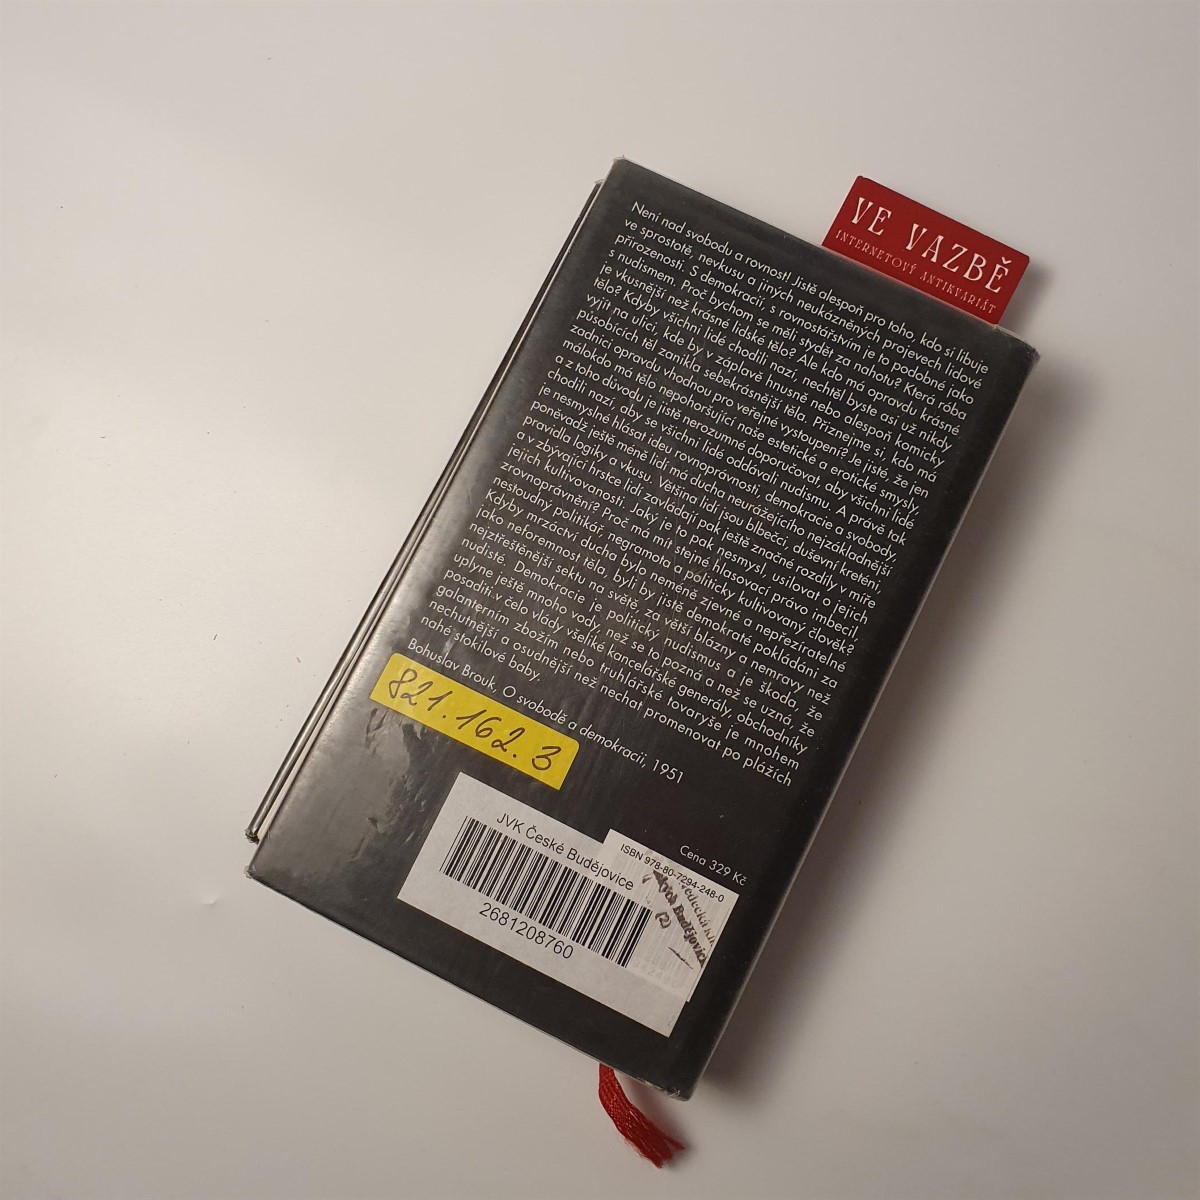 VE VAZBĚ
INTERNETOVÝ ANTIKVARIÁT
Není nad svobodu a rovnost! Jistě alespoň pro toho, kdo si libuje
ve sprostotě, nevkusu a jiných neukázněných projevech lidové
přirozenosti. S demokracií, s rovnostářstvím je to podobné jako
s nudismem. Proč bychom se měli stydět za nahotu? Která róba
je vkusnější než krásné lidské tělo? Ale kdo má opravdu krásné
tělo? Kdyby všichni lidé chodili nazí, nechtěl byste asi už nikdy
vyjít na ulici, kde by v záplavě hnusně nebo alespoň komicky
působících těl zanikla sebekrásnější těla. Přiznejme si, kdo má
zadnici opravdu vhodnou pro veřejné vystoupení? Je jisté, že jen
málokdo má tělo nepohoršující naše estetické a erotické smysly,
a z toho důvodu je jistě nerozumné doporučovat, aby všichni lidé
chodili nazí, aby se všichni lidé oddávali nudismu. A právě tak
je nesmyslné hlásat ideu rovnoprávnosti, demokracie a svobody,
poněvadž ještě méně lidí má ducha neurážejícího nejzákladnější
pravidla logiky a vkusu. Většina lidí jsou blbečci, duševní kreténi,
a v zbývající hrstce lidí zavládají pak ještě značné rozdíly v míře
jejich kultivovanosti. Jaký je to pak nesmysl, usilovat o jejich
zrovnoprávnění? Proč má mít stejné hlasovací právo imbecil,
nestoudný politikář, negramota a politicky kultivovaný člověk?
Kdyby mrzáctví ducha bylo neméně zjevné a nepřezíratelné
jako neforemnost těla, byli by jistě demokraté pokládáni za
nejztřeštěnější sektu na světě, za větší blázny a nemravy než
nudisté. Demokracie je politický nudismus a je škoda, že
uplyne ještě mnoho vody, než se to pozná a než se uzná, že
posaditi v čelo vlády všeliké kancelářské generály, obchodníky
galanterním zbožím nebo truhlářské tovaryše je mnohem
nechutnější a osudnější než nechat promenovat po plážích
nahé stokilové baby.
Bohuslav Brouk, O svobodě a demokracii, 1951
821.162.3
Cena 329 Kč
ISBN 978-80-7294-248-0
JVK České Budějovice
2681208760
(2)